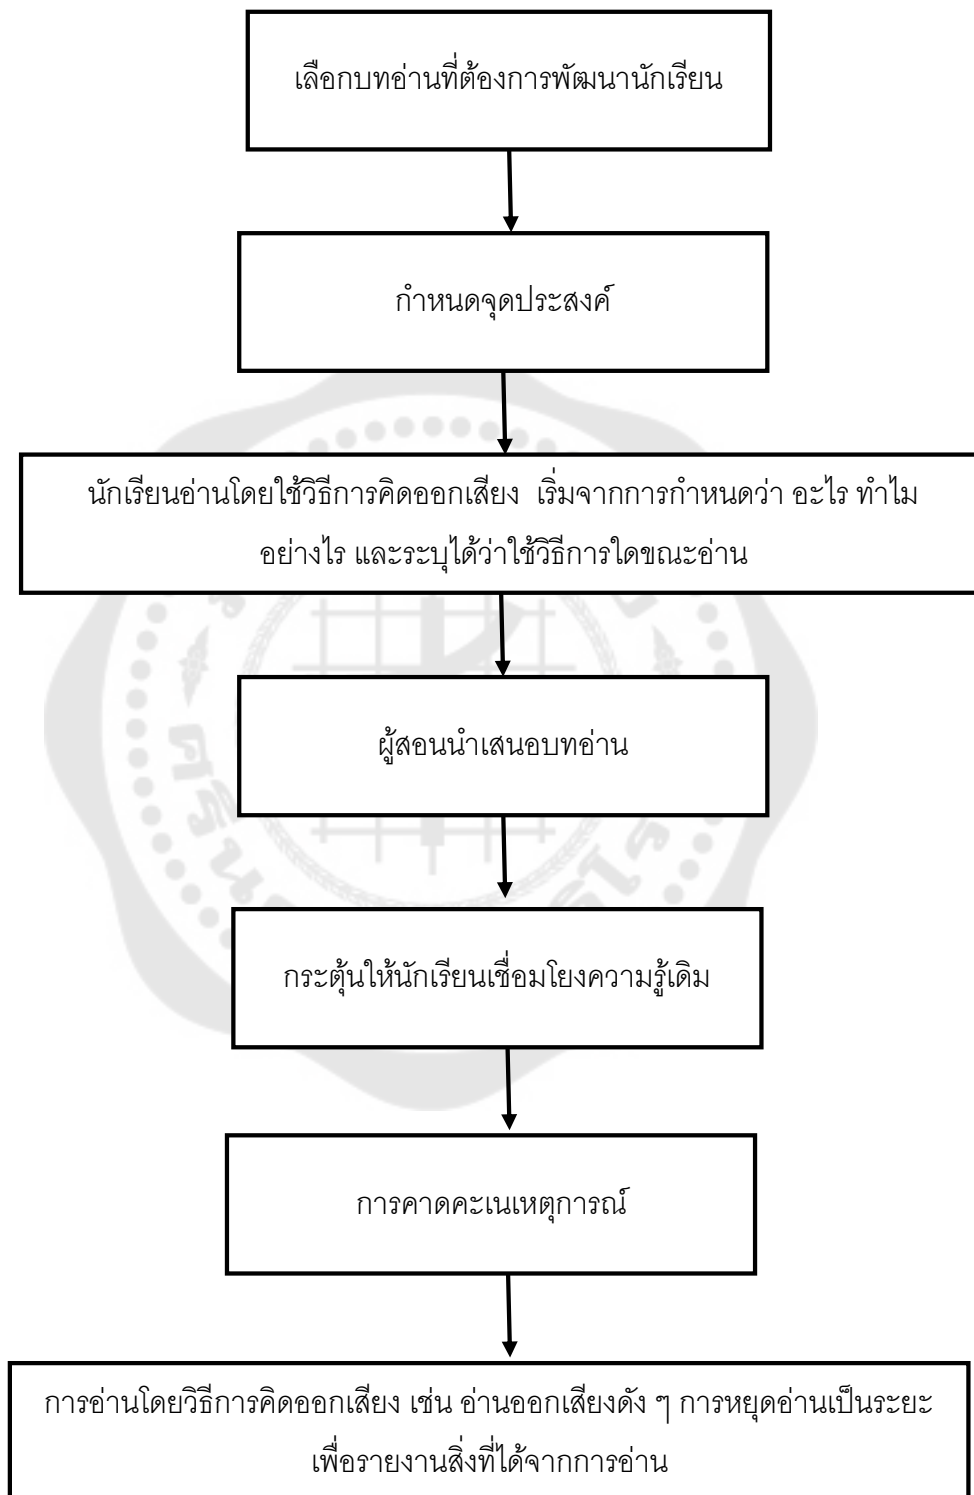 เลือกบทอ่านที่ต้องการพัฒนานักเรียน
กำหนดจุดประสงค์
นักเรียนอ่านโดยใช้วิธีการคิดออกเสียง เริ่มจากการกำหนดว่า อะไร ทำไม
อย่างไร และระบุได้ว่าใช้วิธีการใดขณะอ่าน
ผู้สอนนำเสนอบทอ่าน
กระตุ้นให้นักเรียนเชื่อมโยงความรู้เดิม
การคาดคะเนเหตุการณ์
การอ่านโดยวิธีการคิดออกเสียง เช่น อ่านออกเสียงดัง ๆ การหยุดอ่านเป็นระยะ
เพื่อรายงานสิ่งที่ได้จากการอ่าน